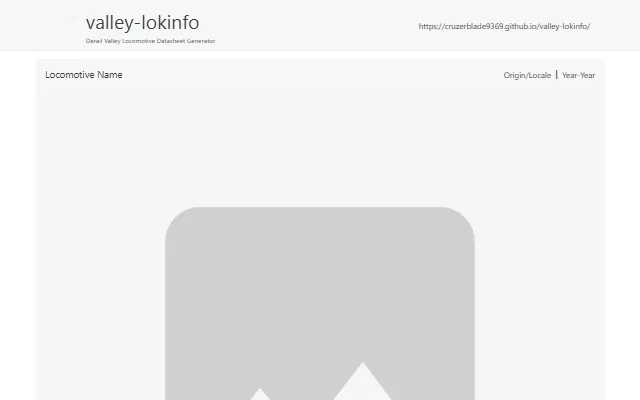 valley-lokinfo
Derail Valley Locomotive Datasheet Generator
https://cruzerblade9369.github.io/valley-lokinfo/
Locomotive Name
Origin/Locale | Year-Year